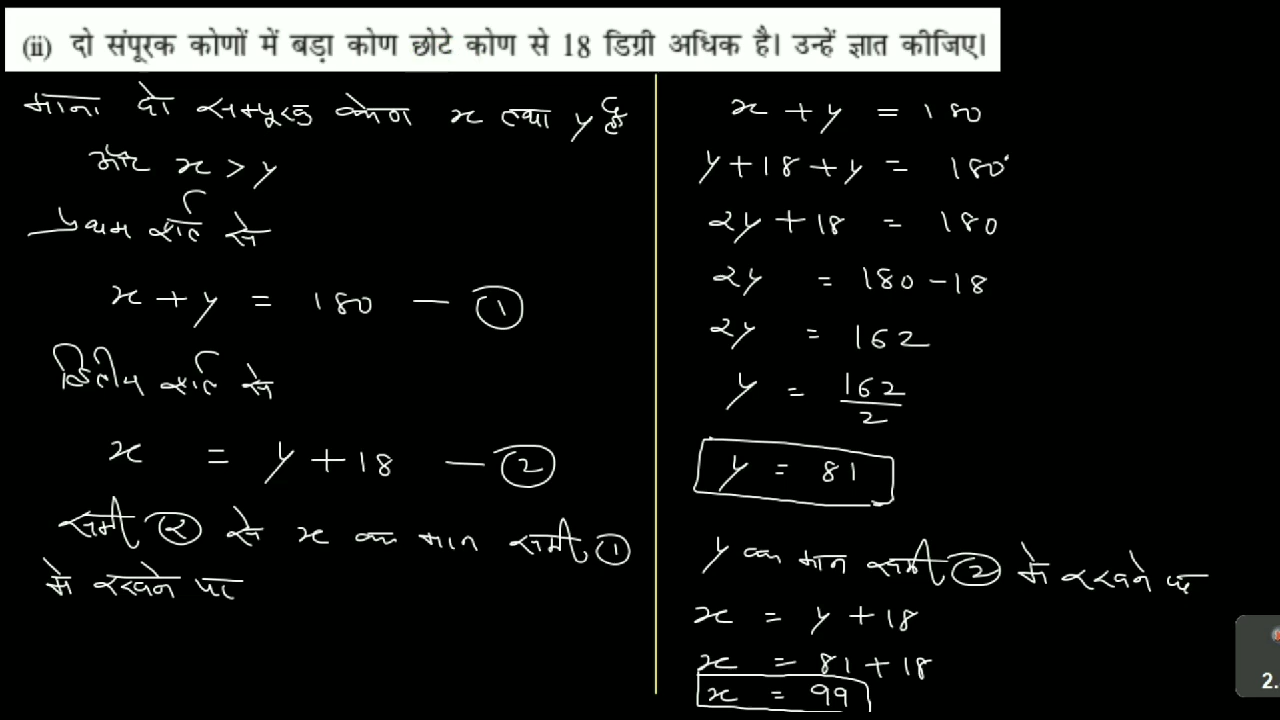 (ii) दो संपूरक कोणों में बड़ा कोण छोटे कोण से 18 डिग्री अधिक है। उन्हें ज्ञात कीजिए।
माना दो सम्पूरक कोण x तथा y है
और x > y
प्रथम शर्त से
x + y = 180 — ①
द्वितीय शर्त से
x = y + 18 — ②
समी ② से x का मान समी ①
मे रखने पर
x + y = 180
y + 18 + y = 180
2y + 18 = 180
2y = 180 - 18
2y = 162
y = 162/2
y = 81
y का मान समी ② मे रखने पर
x = y + 18
x = 81 + 18
x = 99
2.